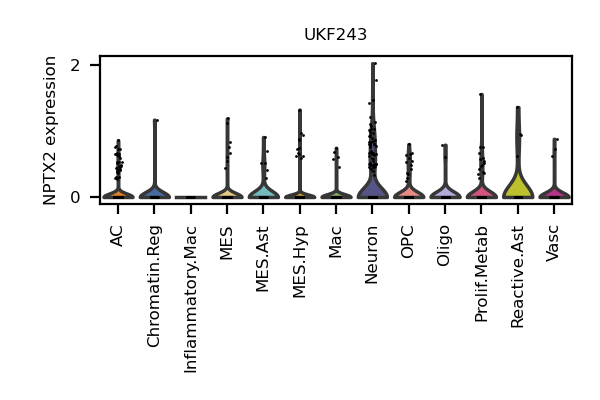 UKF243
NPTX2 expression
2
0
AC
Chromatin.Reg
Inflammatory.Mac
MES
MES.Ast
MES.Hyp
Mac
Neuron
OPC
Oligo
Prolif.Metab
Reactive.Ast
Vasc